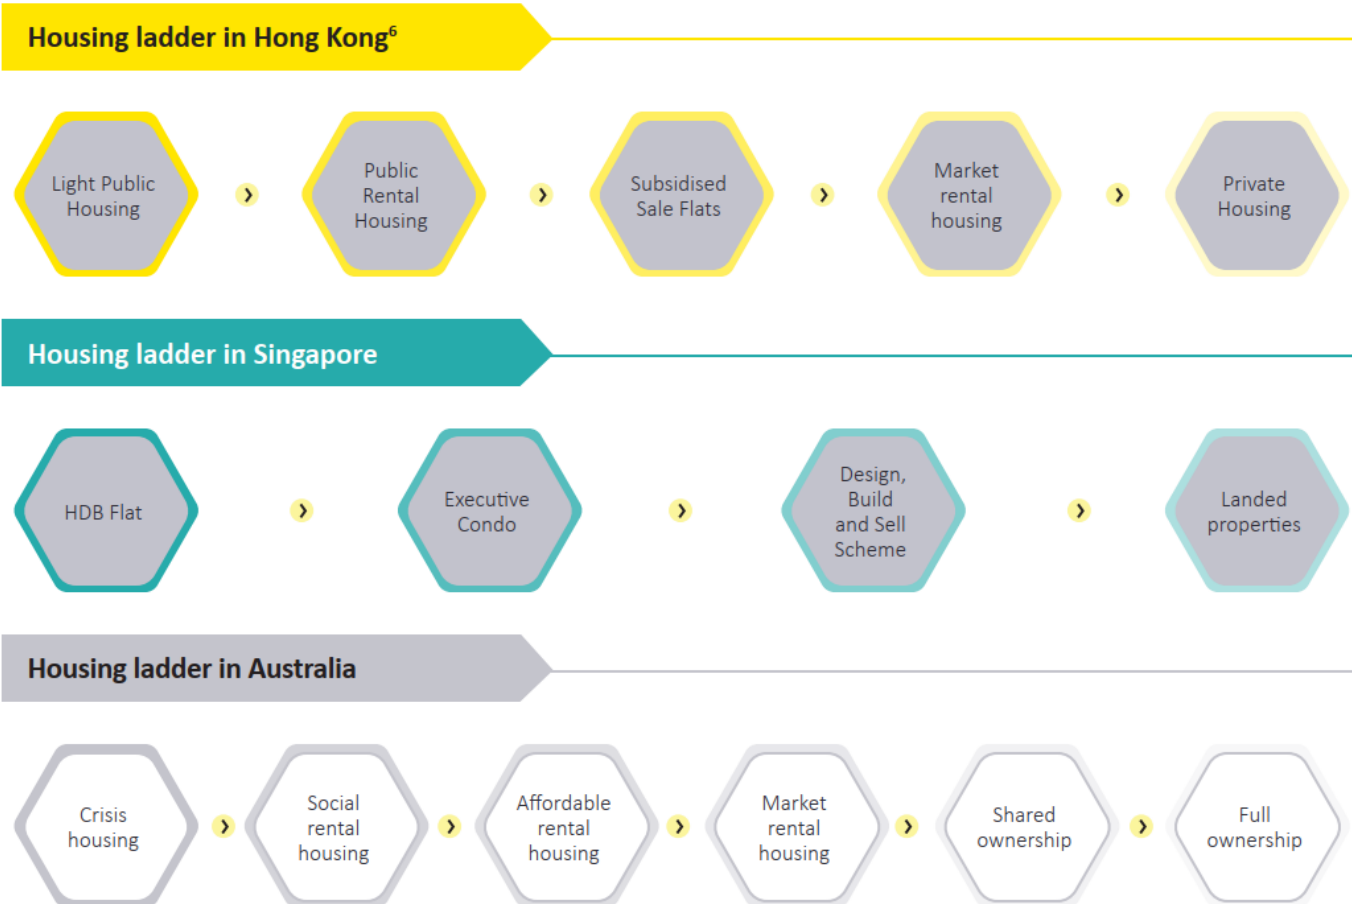 Housing ladder in Hong Kong⁶
Light Public
Housing
Public
Rental
Housing
Subsidised
Sale Flats
Market
rental
housing
Private
Housing
Housing ladder in Singapore
HDB Flat
Executive
Condo
Design,
Build
and Sell
Scheme
Landed
properties
Housing ladder in Australia
Crisis
housing
Social
rental
housing
Affordable
rental
housing
Market
rental
housing
Shared
ownership
Full
ownership